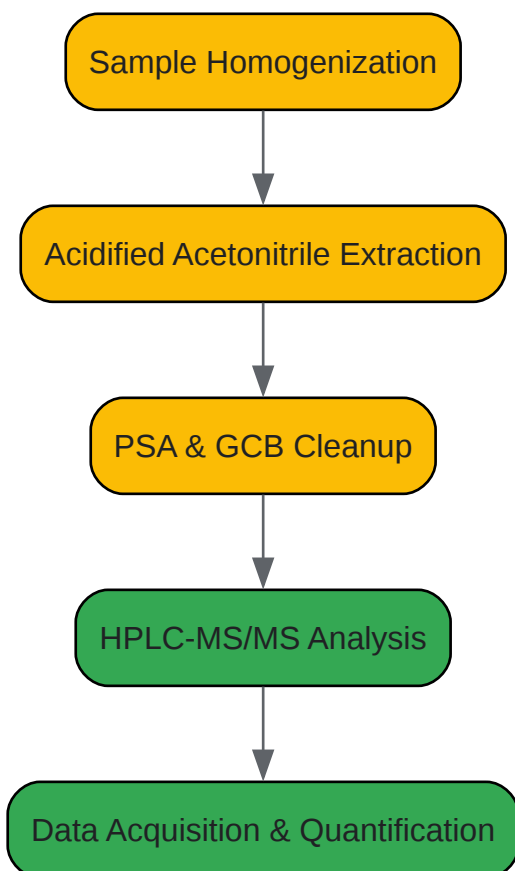 Sample Homogenization
Acidified Acetonitrile Extraction
PSA & GCB Cleanup
HPLC-MS/MS Analysis
Data Acquisition & Quantification